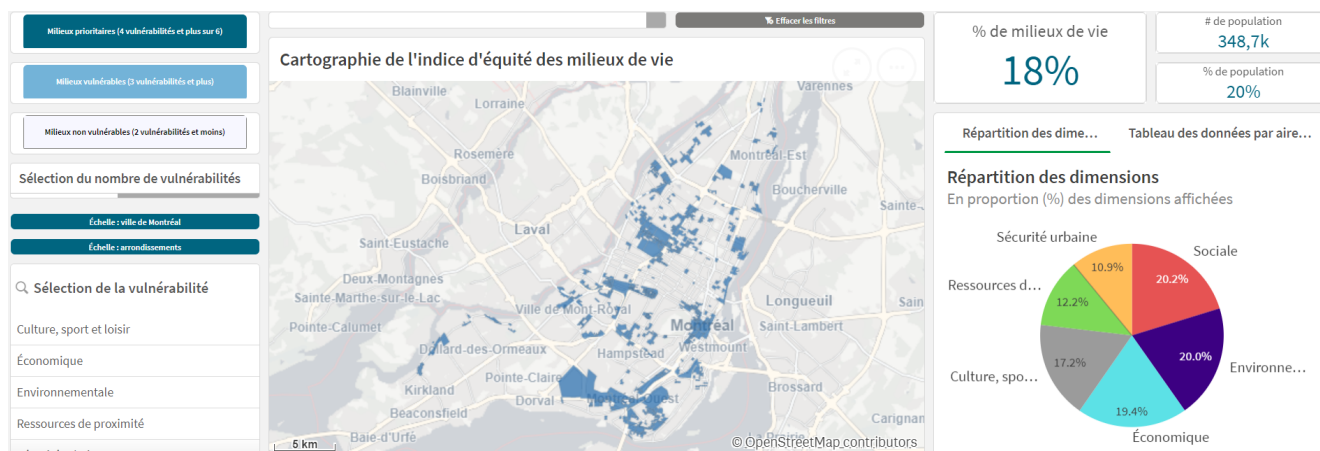 Milieux prioritaires (4 vulnérabilités et plus sur 6)
Milieux vulnérables (3 vulnérabilités et plus)
Milieux non vulnérables (2 vulnérabilités et moins)
Sélection du nombre de vulnérabilités
Échelle : ville de Montréal
Échelle : arrondissements
Sélection de la vulnérabilité
Culture, sport et loisir
Économique
Environnementale
Ressources de proximité
Effacer les filtres
Cartographie de l'indice d'équité des milieux de vie
Blainville
Varennes
Lorraine
Rosemère
Montréal-Est
Boisbriand
Boucherville
Sainte-
Laval
Saint-Eustache
Deux-Montagnes
Sainte-Marthe-sur-le-Lac
Longueuil
Sain
Ville de Mont-Royal
Pointe-Calumet
Montréal
Saint-Lambert
Dollard-des-Ormeaux
Hampstead
Westmount
Pointe-Claire
Kirkland
Brossard
Dorval
Montréal-Ouest
Beaconsfield
Carignan
Baie-d'Urfé
La Prairie
5 km
© OpenStreetMap contributors
% de milieux de vie
18%
# de population
348,7k
% de population
20%
Répartition des dime...
Tableau des données par aire...
Répartition des dimensions
En proportion (%) des dimensions affichées
Sécurité urbaine
Sociale
10.9%
20.2%
Ressources d...
12.2%
20.0%
Environne...
17.2%
Culture, spo...
19.4%
Économique